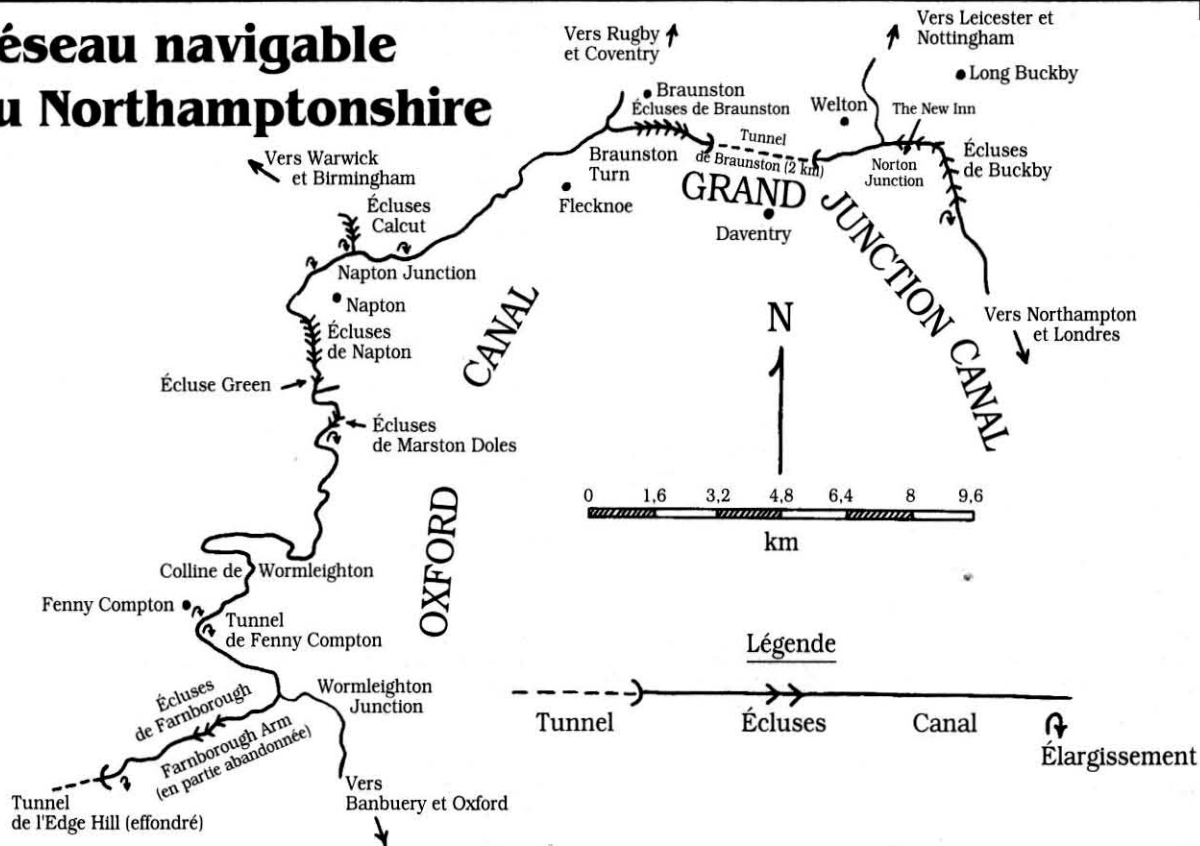 éseau navigable
u Northamptonshire
Vers Rugby
et Coventry
Vers Leicester et
Nottingham
Long Buckby
Braunston
Écluses de Braunston
Welton
The New Inn
Tunnel
de Braunston (2 km)
Braunston
Turn
Norton
Junction
Écluses
de Buckby
Vers Warwick
et Birmingham
Flecknoe
GRAND JUNCTION CANAL
Daventry
Écluses
Calcut
Napton Junction
Napton
Écluses
de Napton
CANAL
N
Vers Northampton
et Londres
Écluse Green
Écluses
de Marston Doles
OXFORD
0 1,6 3,2 4,8 6,4 8 9,6
km
Colline de Wormleighton
Fenny Compton
Tunnel
de Fenny Compton
Légende
Tunnel
Écluses
Canal
Élargissement
Écluses
de Farnborough
Wormleighton
Junction
Farnborough Arm
(en partie abandonnée)
Vers
Banbuery et Oxford
Tunnel
de l'Edge Hill (effondré)